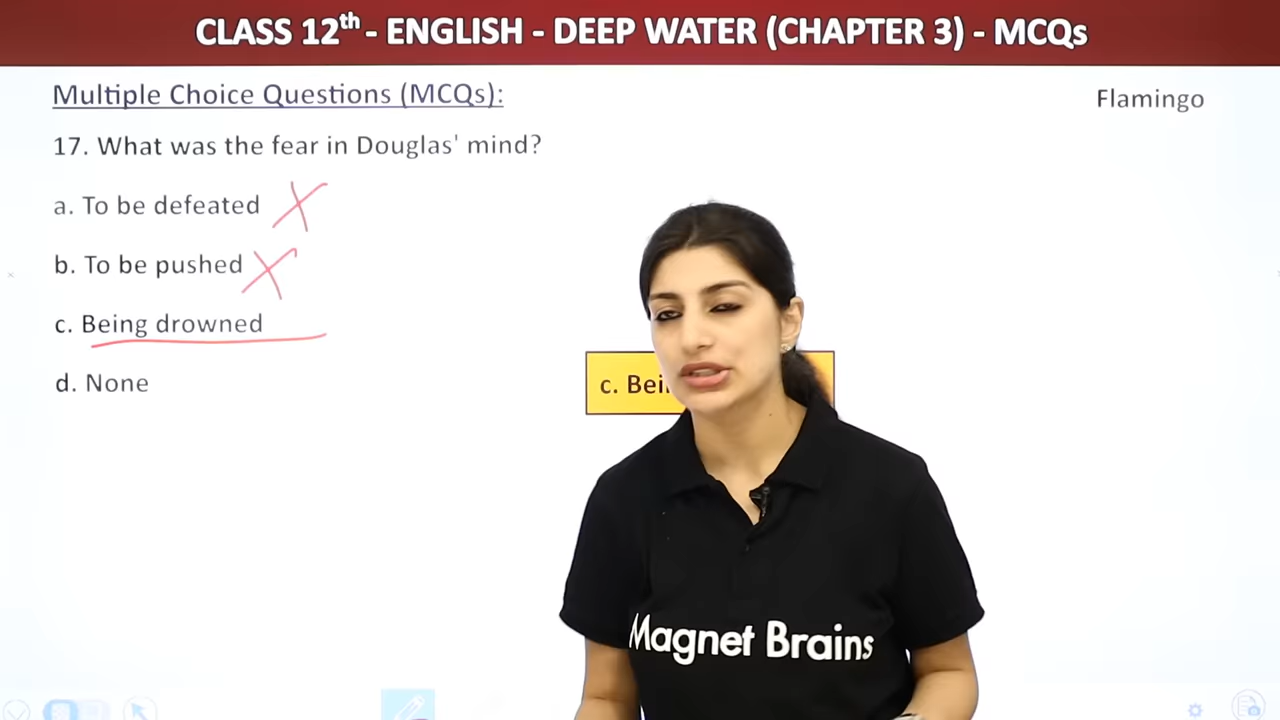 CLASS 12th - ENGLISH - DEEP WATER (CHAPTER 3) - MCQs
Multiple Choice Questions (MCQs):
Flamingo
17. What was the fear in Douglas' mind?
a. To be defeated
b. To be pushed
c. Being drowned
d. None
c.
Magnet Brains